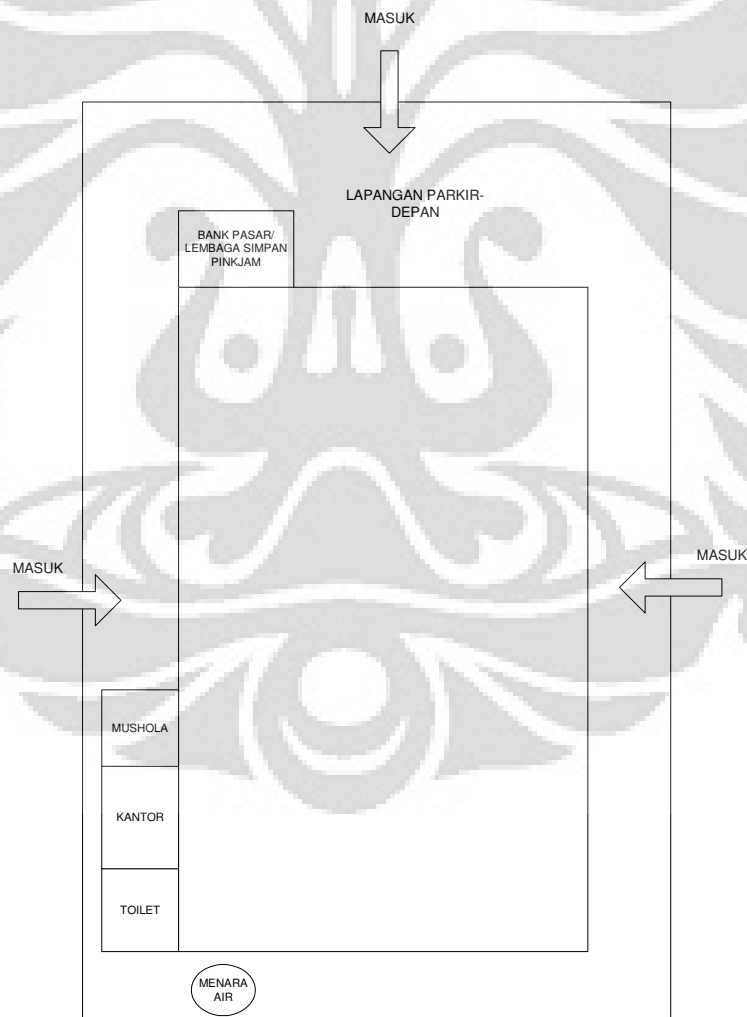 MASUK
LAPANGAN PARKIR-
DEPAN
BANK PASAR/
LEMBAGA SIMPAN
PINKJAM
MASUK
MASUK
MUSHOLA
KANTOR
TOILET
MENARA
AIR